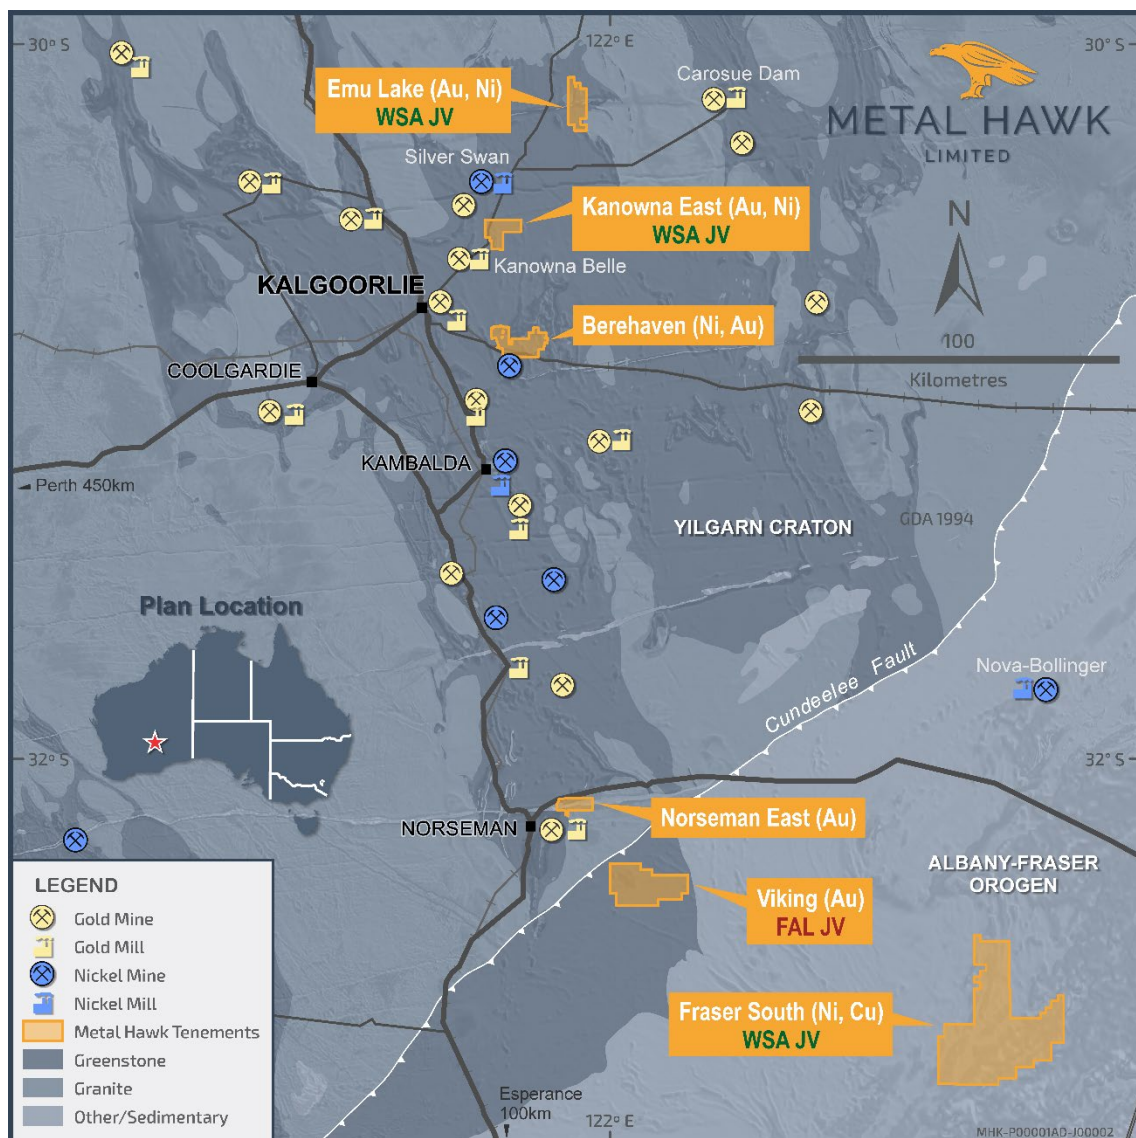 30° S
122° E
30° S
METAL HAWK
LIMITED
Emu Lake (Au, Ni)
WSA JV
Carosue Dam
Silver Swan
Kanowna East (Au, Ni)
WSA JV
N
Kanowna Belle
KALGOORLIE
Berehaven (Ni, Au)
100
Kilometres
COOLGARDIE
KAMBALDA
Perth 450km
YILGARN CRATON
GDA 1994
Plan Location
Cundeelee Fault
Nova-Bollinger
32° S
32° S
NORSEMAN
Norseman East (Au)
ALBANY-FRASER
OROGEN
Viking (Au)
FAL JV
Fraser South (Ni, Cu)
WSA JV
LEGEND
Gold Mine
Gold Mill
Nickel Mine
Nickel Mill
Metal Hawk Tenements
Greenstone
Granite
Other/Sedimentary
Esperance
100km
122° E
MHK-P00001AD-J00002